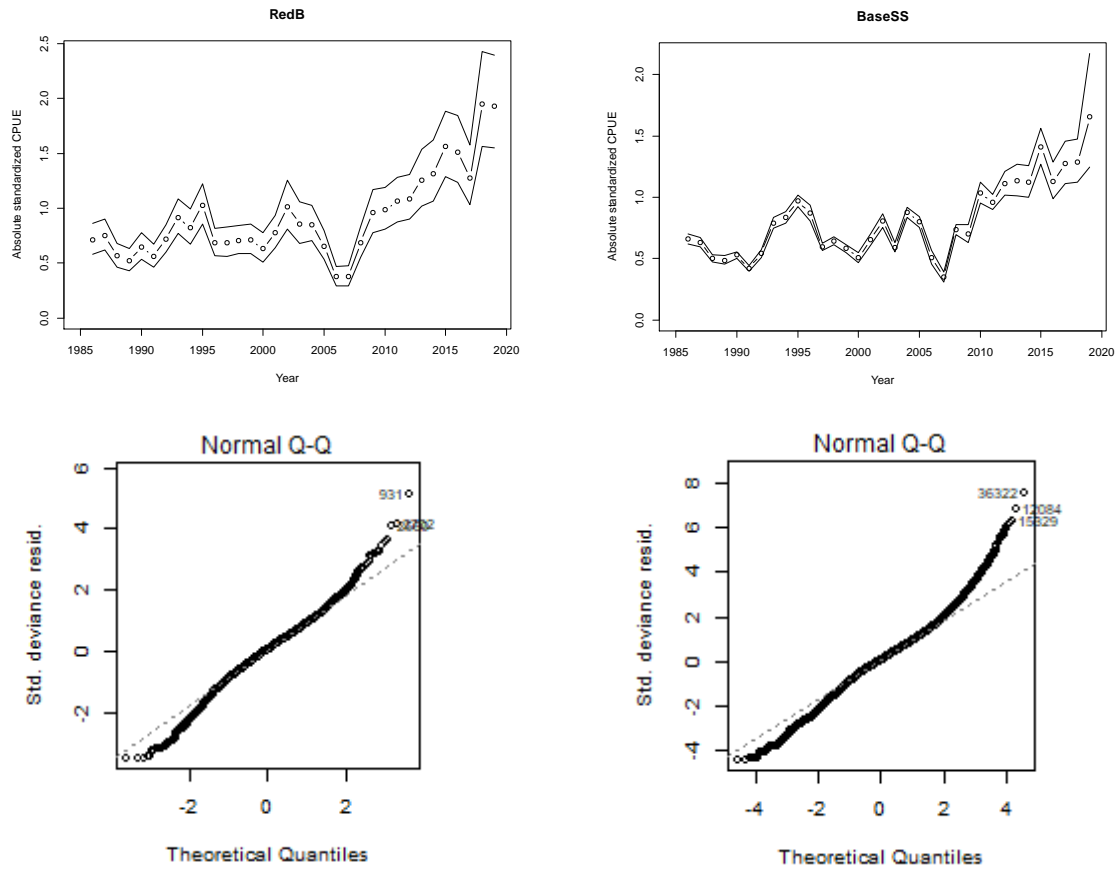 RedB
BaseSS
2.5
2.0
1.5
1.0
0.5
0.0
Absolute standardized CPUE
1985 1990 1995 2000 2005 2010 2015 2020
Year
2.0
1.5
1.0
0.5
0.0
Absolute standardized CPUE
1985 1990 1995 2000 2005 2010 2015 2020
Year
Normal Q-Q
6
4
2
0
-2
Std. deviance resid.
931
-2 0 2
Theoretical Quantiles
Normal Q-Q
8
6
4
2
0
-2
-4
Std. deviance resid.
36322
12084
15329
-4 -2 0 2 4
Theoretical Quantiles